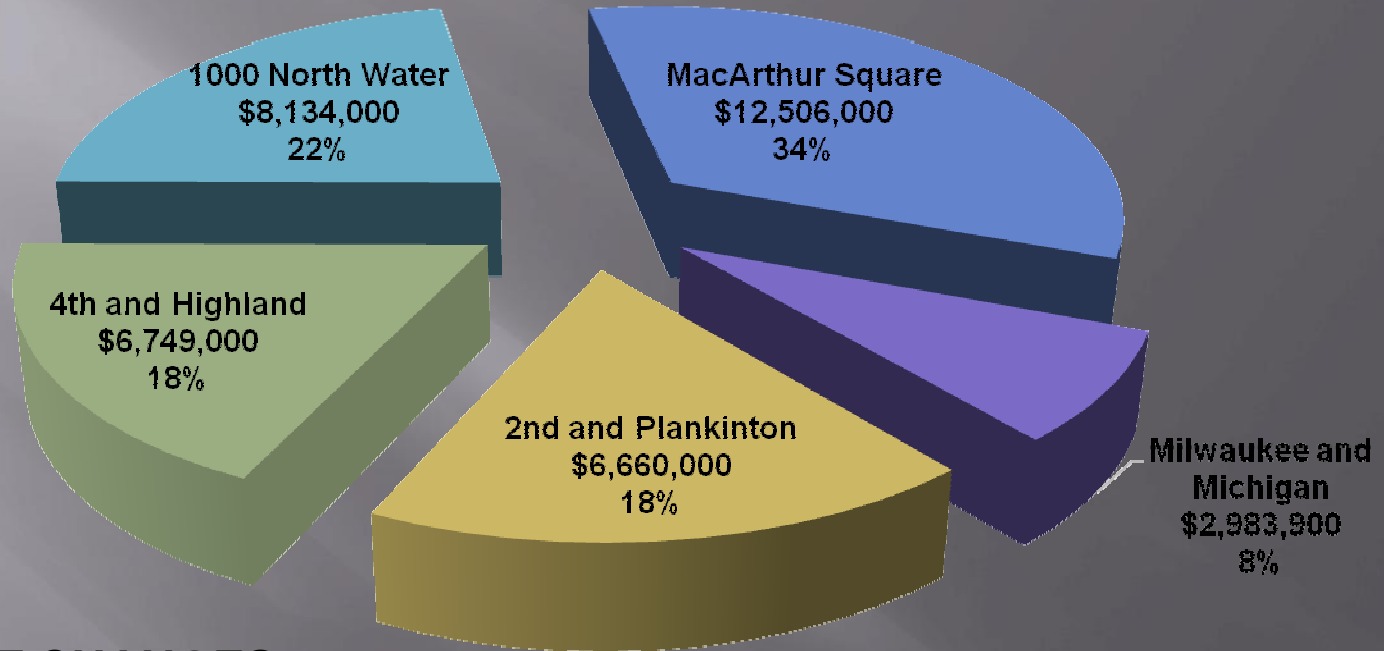 1000 North Water
$8,134,000
22%
MacArthur Square
$12,506,000
34%
4th and Highland
$6,749,000
18%
2nd and Plankinton
$6,660,000
18%
Milwaukee and
Michigan
$2,983,900
8%